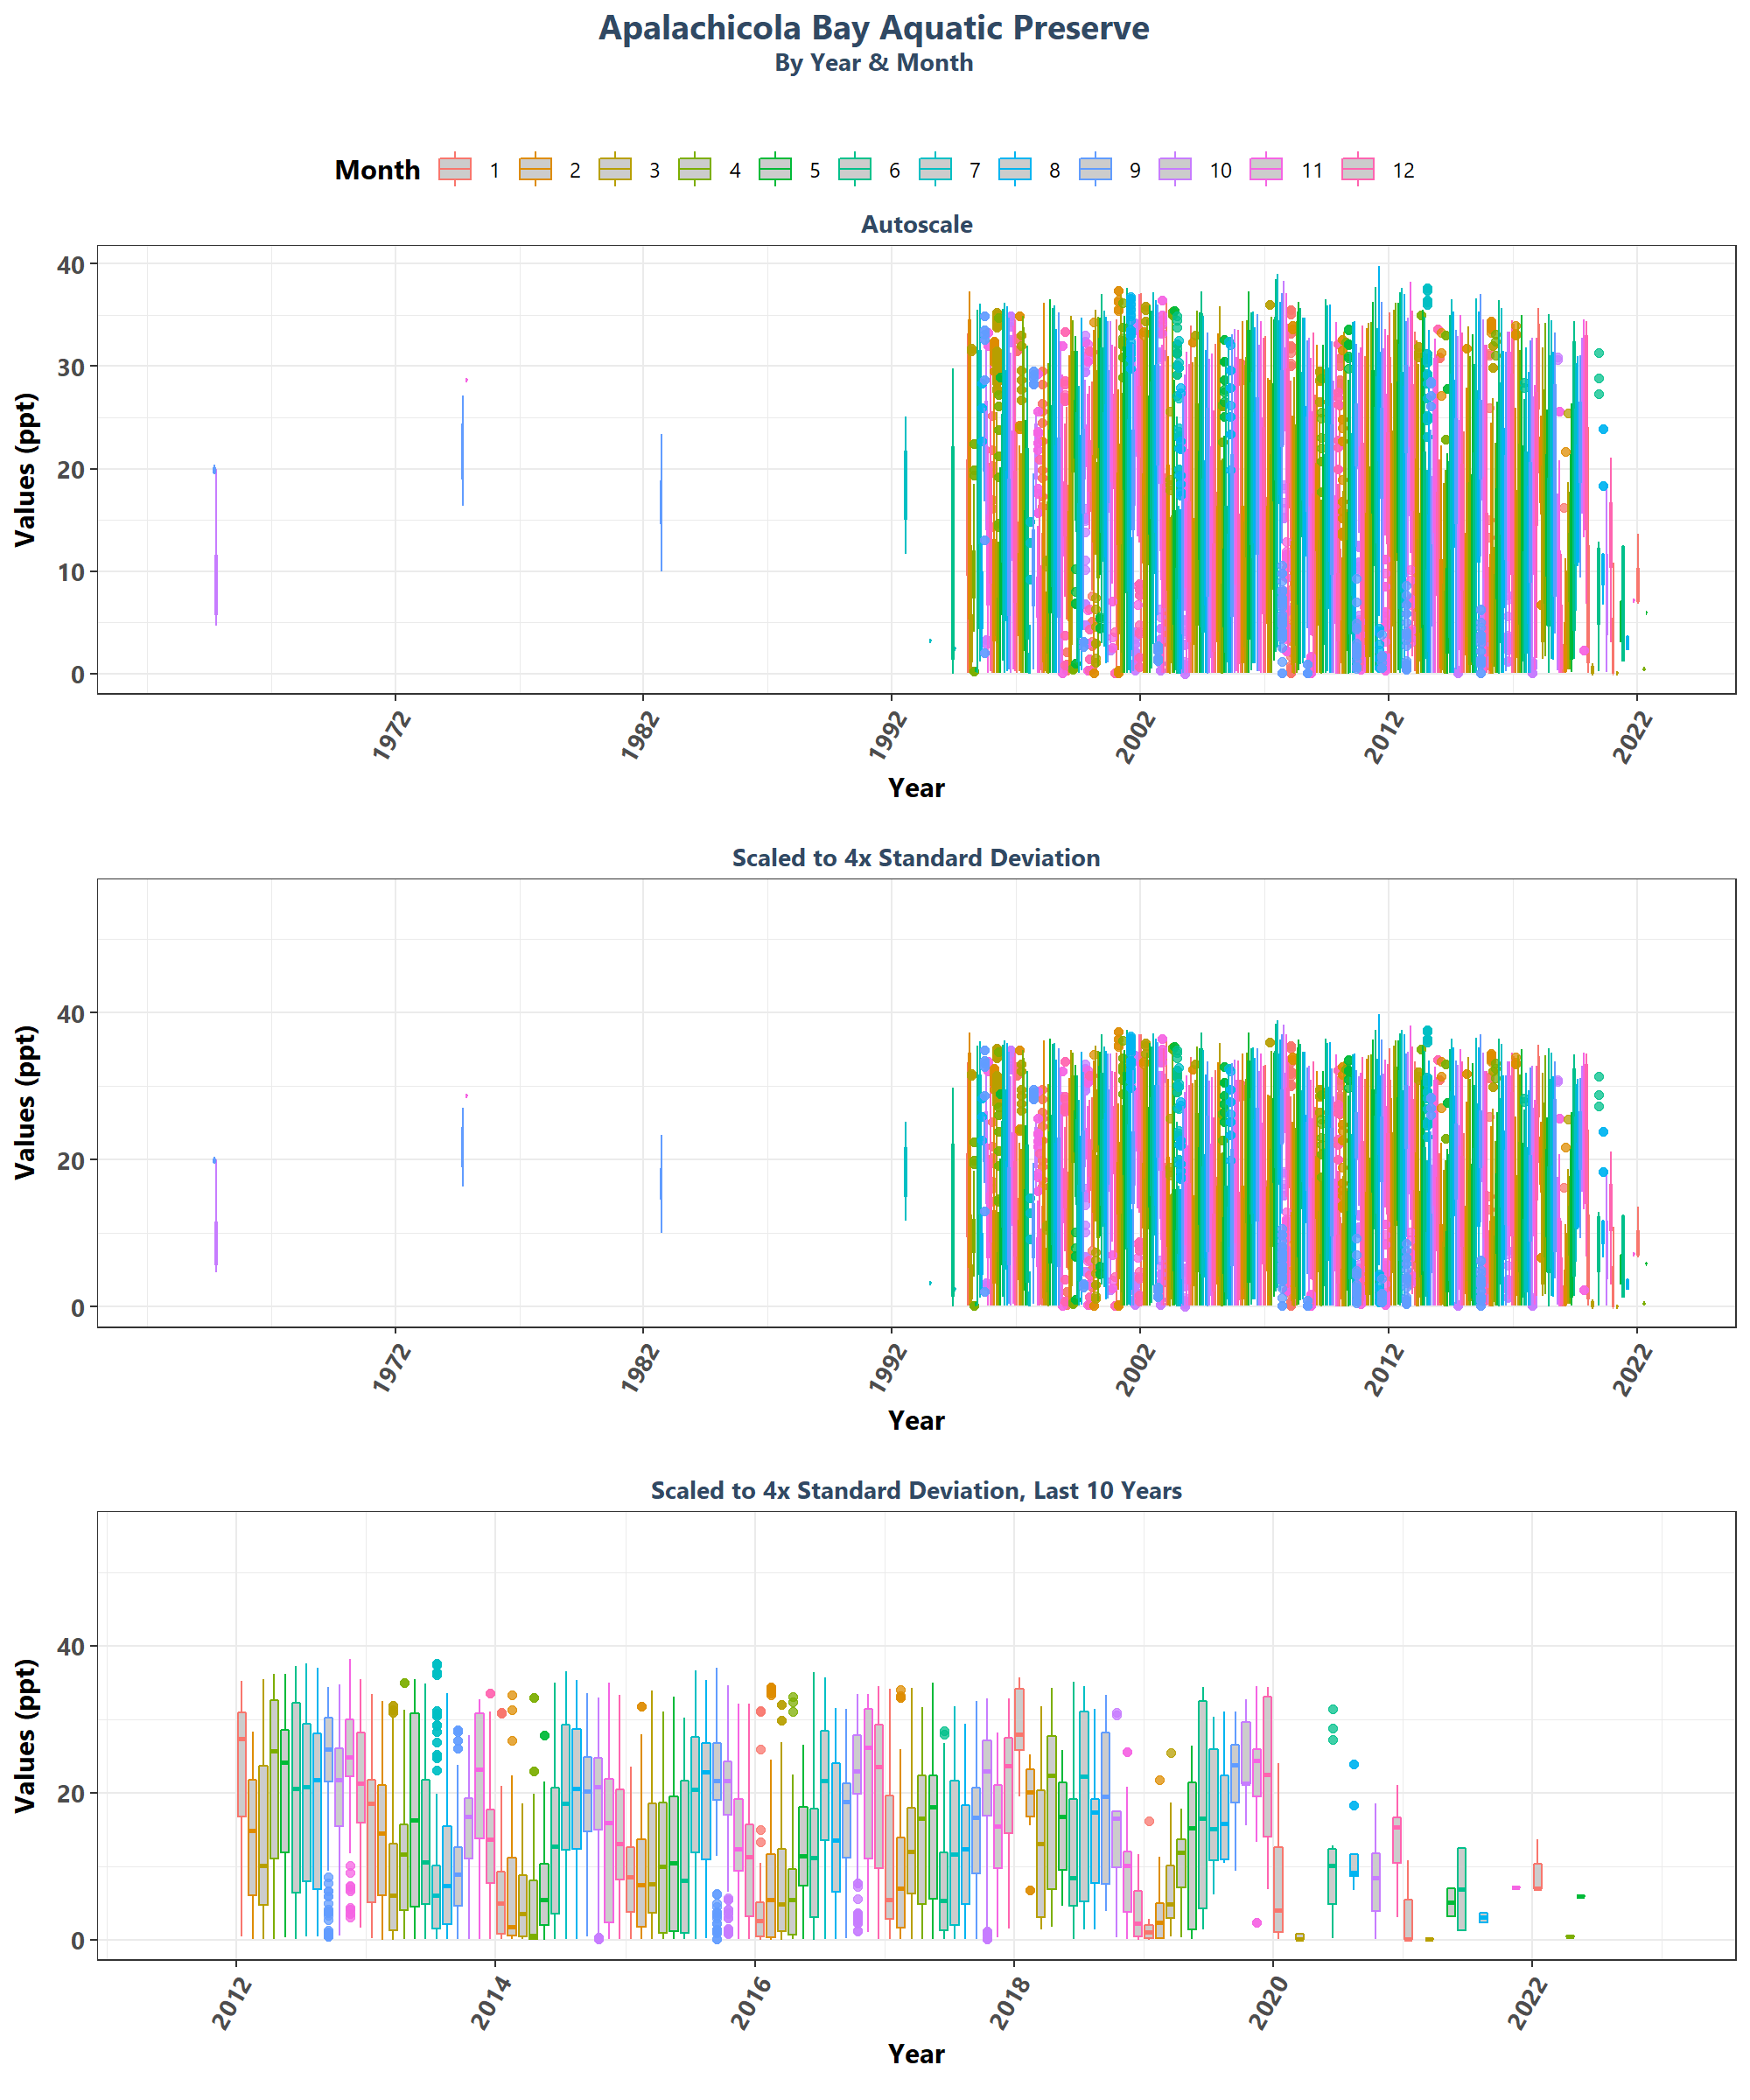 Apalachicola Bay Aquatic Preserve
By Year & Month
Month 1 2 3 4 5 6 7 8 9 10 11 12
Autoscale
Values (ppt)
40
30
20
10
0
1972 1982 1992 2002 2012 2022
Year
Scaled to 4x Standard Deviation
Values (ppt)
40
20
0
1972 1982 1992 2002 2012 2022
Year
Scaled to 4x Standard Deviation, Last 10 Years
Values (ppt)
40
20
0
2012 2014 2016 2018 2020 2022
Year